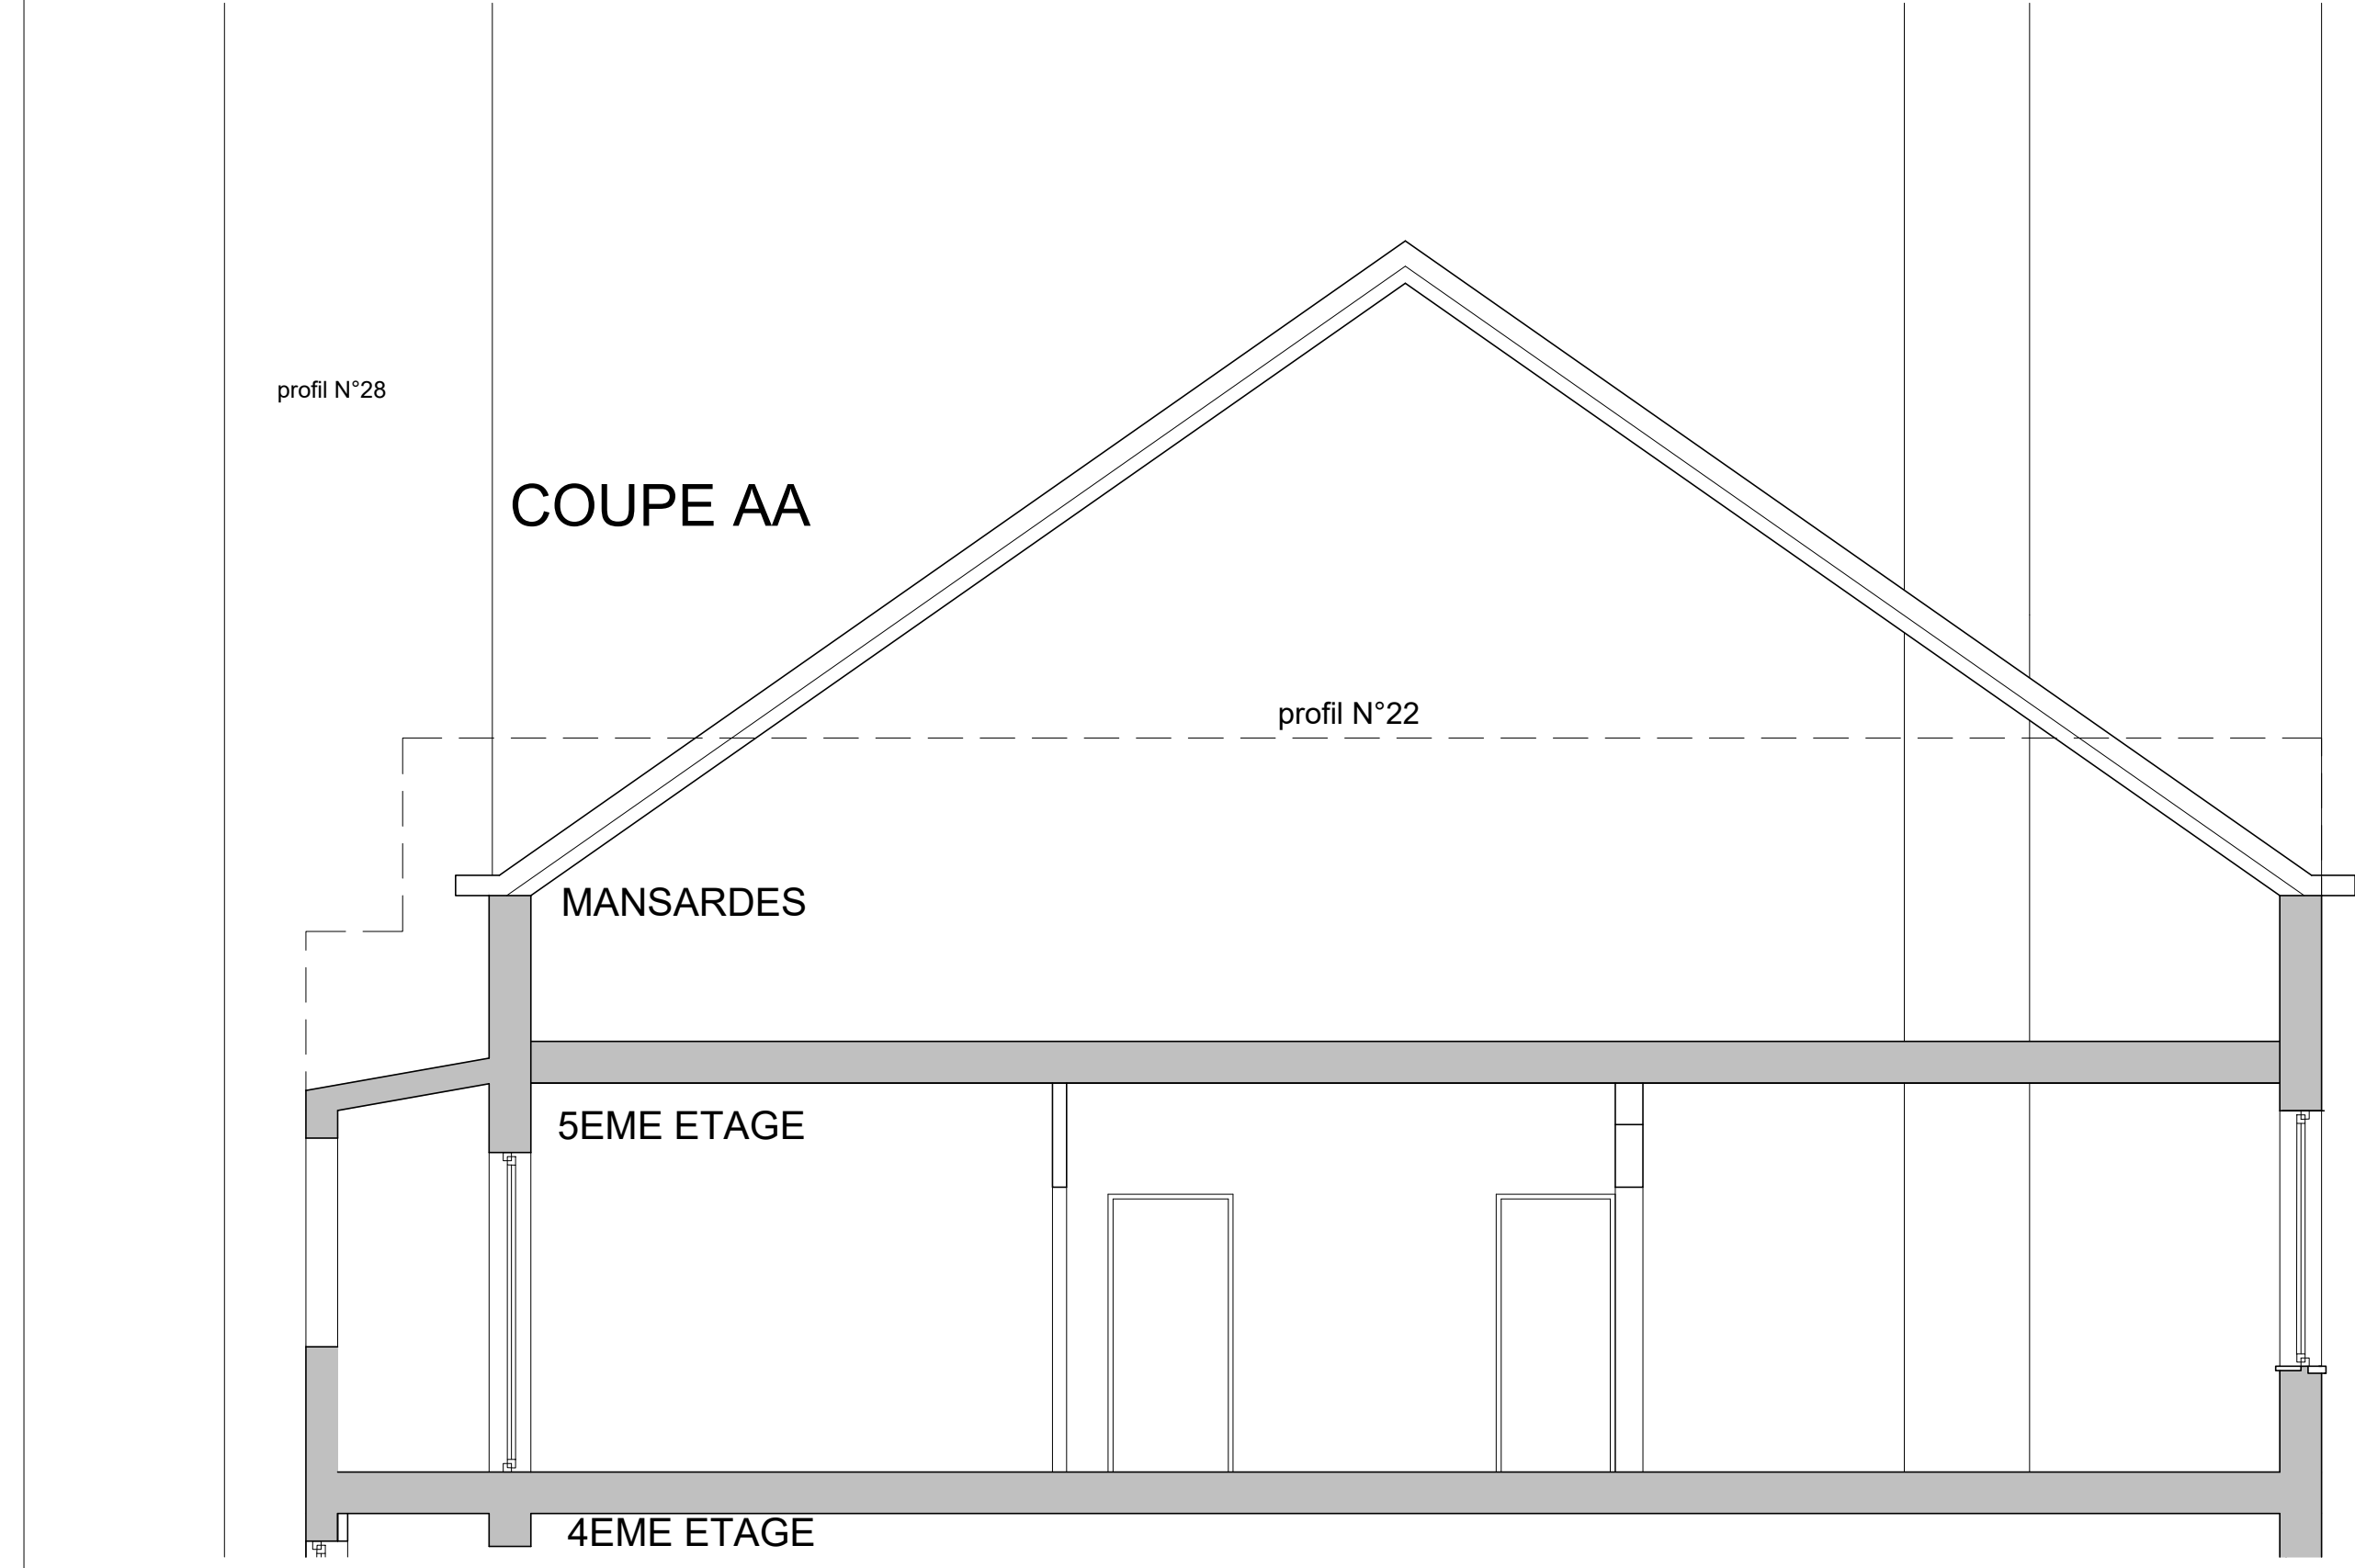 profil N°28
COUPE AA
profil N°22
MANSARDES
5EME ETAGE
4EME ETAGE